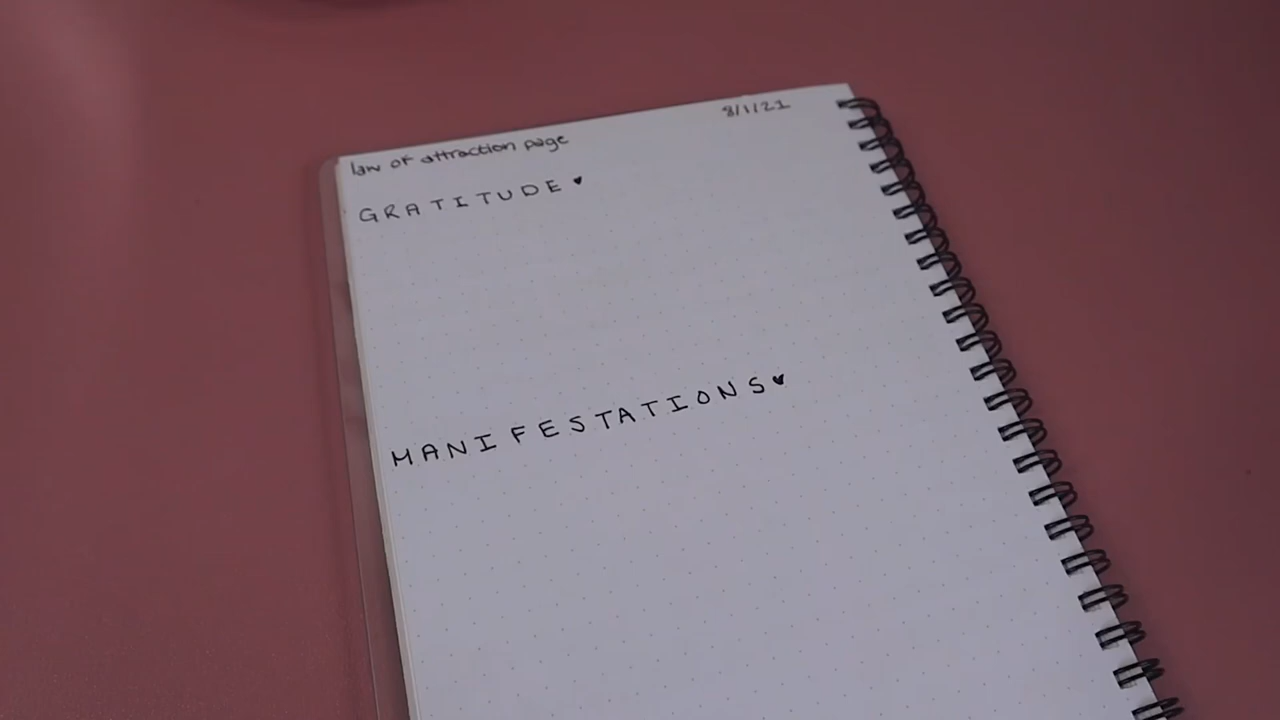 8/1/21
law of attraction page
GRATITUDE ♥
MANIFESTATIONS ♥